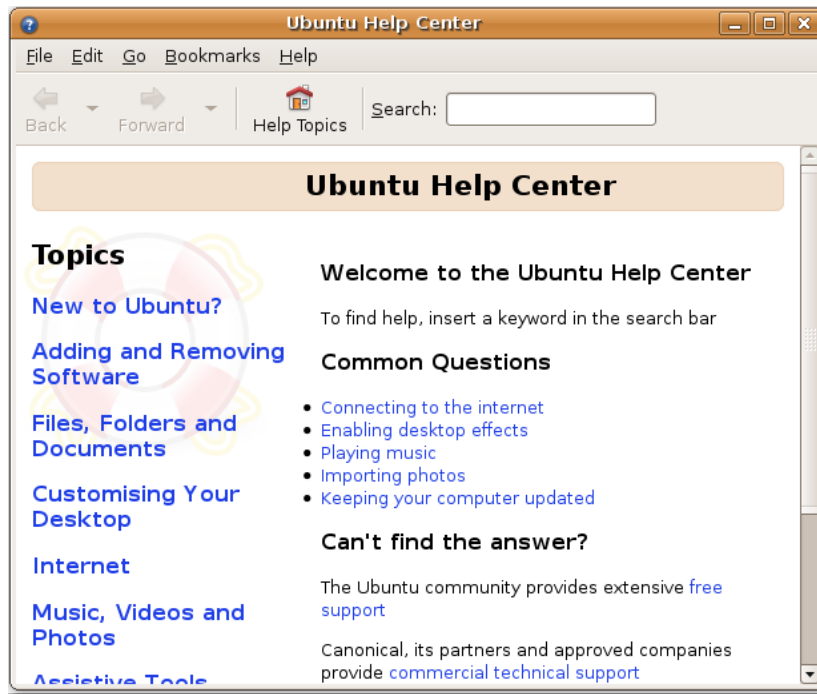 Ubuntu Help Center
File Edit Go Bookmarks Help
Back Forward Help Topics Search:
Ubuntu Help Center
Topics
New to Ubuntu?
Adding and Removing
Software
Files, Folders and
Documents
Customising Your
Desktop
Internet
Music, Videos and
Photos
Assistive Tools
Welcome to the Ubuntu Help Center
To find help, insert a keyword in the search bar
Common Questions
Connecting to the internet
Enabling desktop effects
Playing music
Importing photos
Keeping your computer updated
Can't find the answer?
The Ubuntu community provides extensive free
support
Canonical, its partners and approved companies
provide commercial technical support